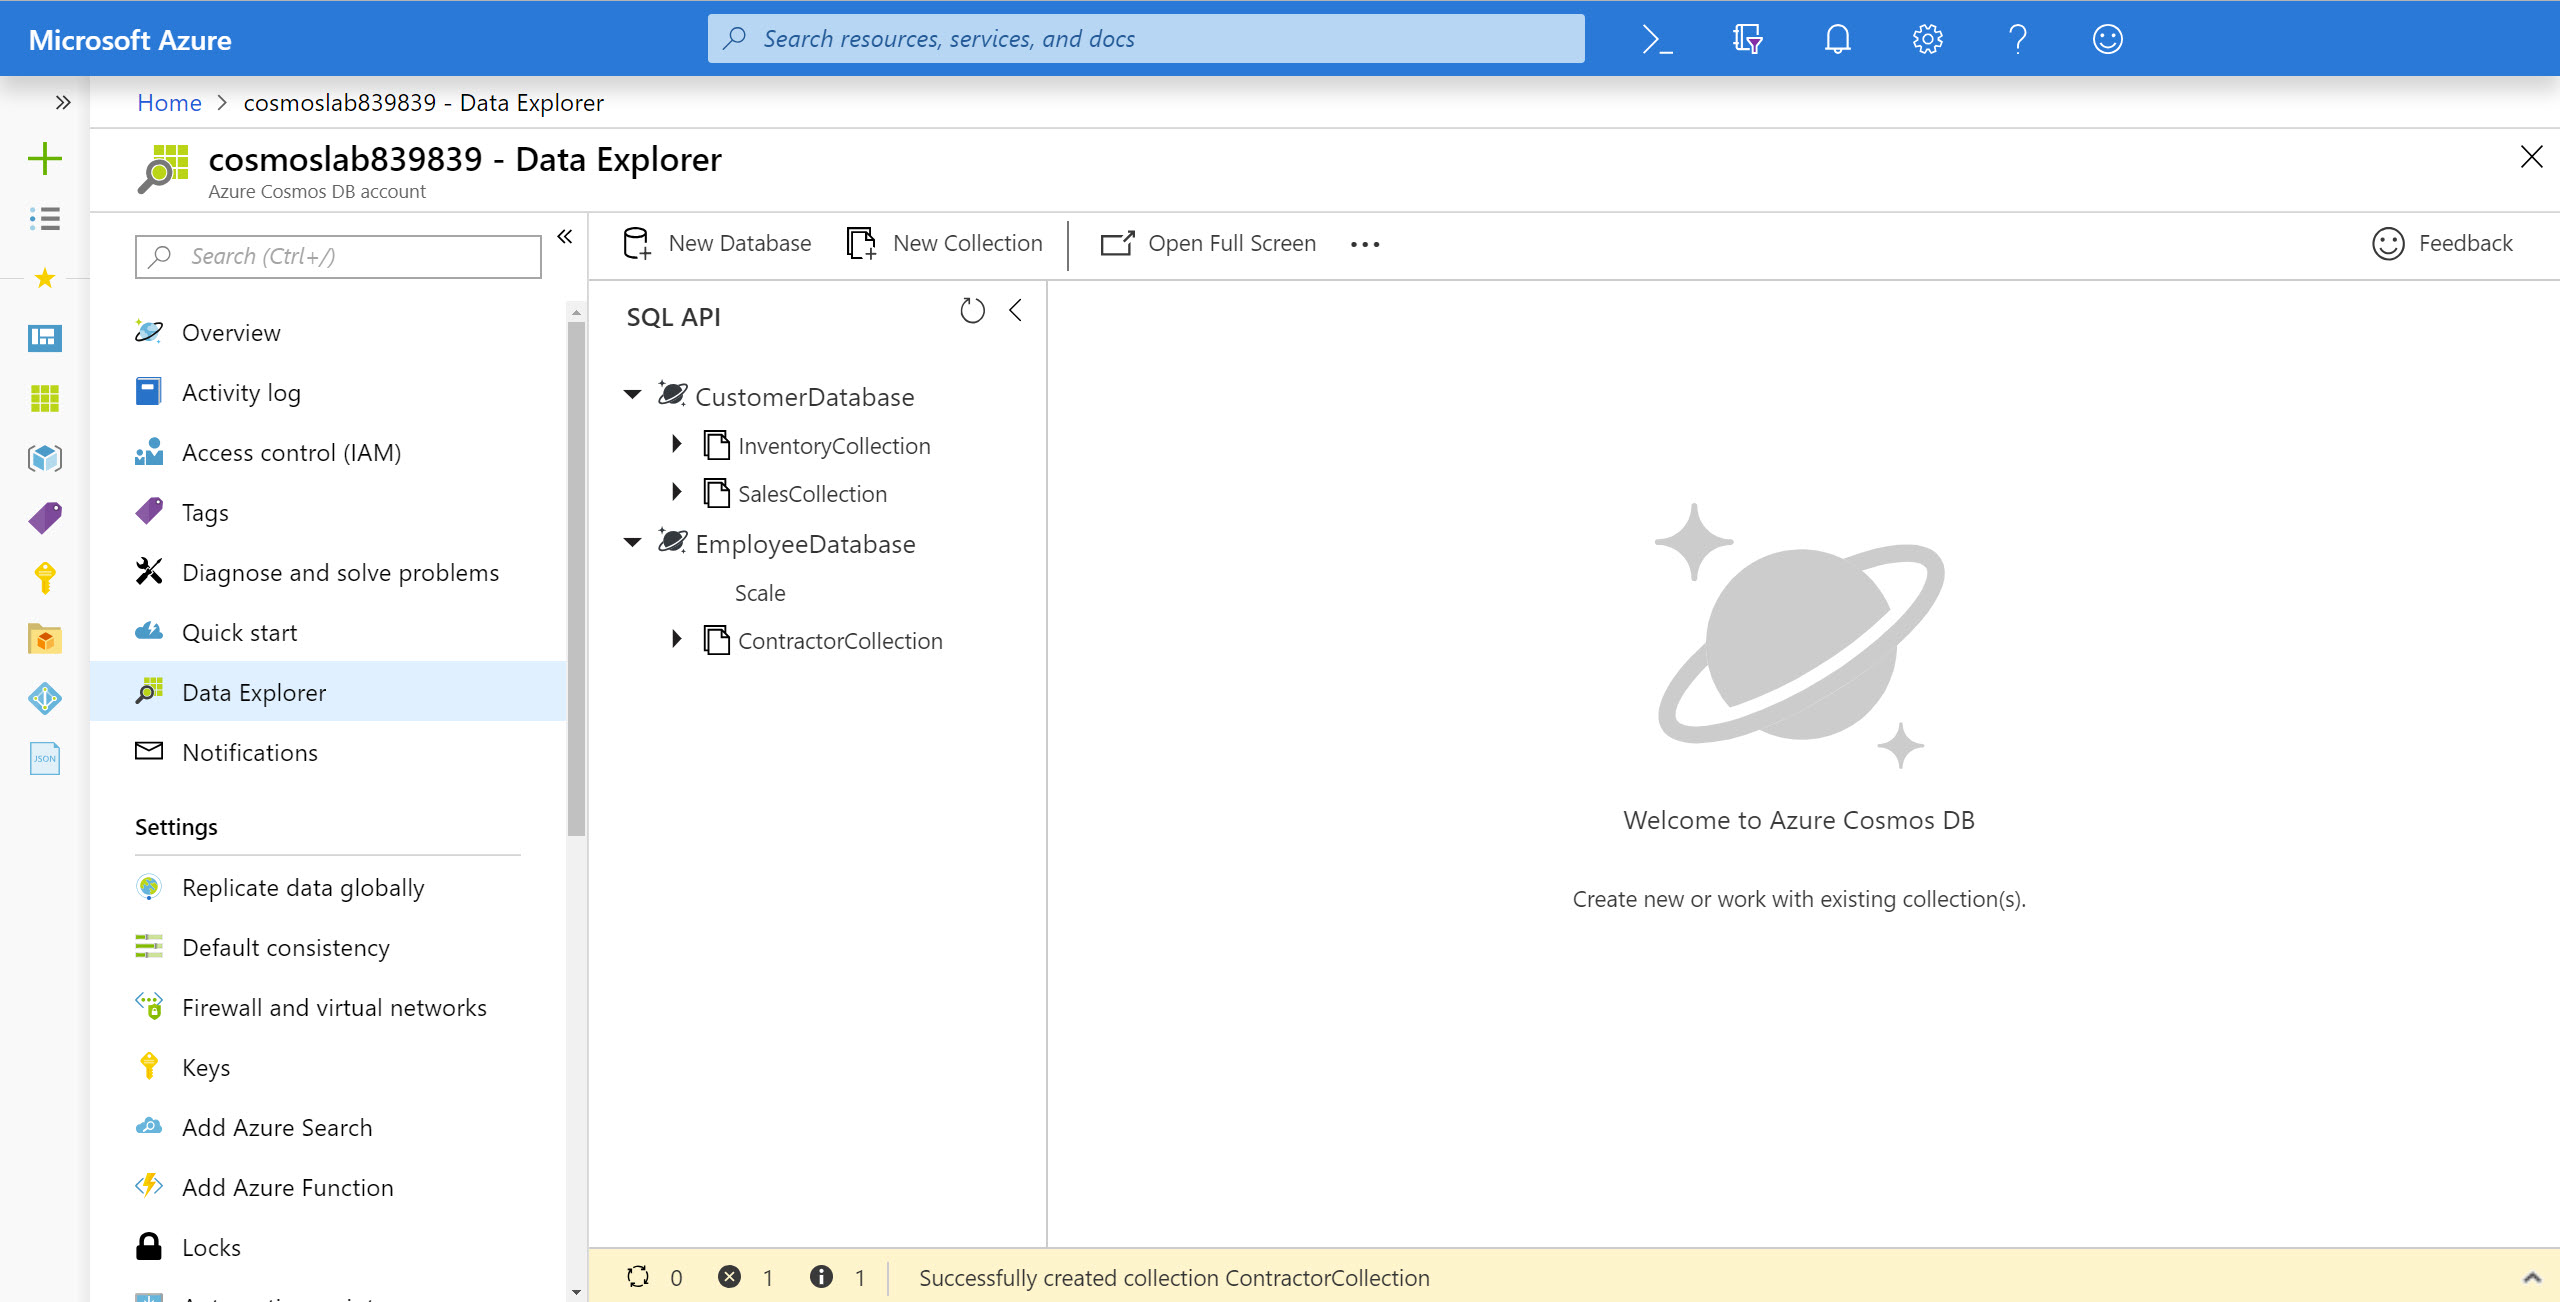 Microsoft Azure
Search resources, services, and docs
Home > cosmoslab839839 - Data Explorer
cosmoslab839839 - Data Explorer
Azure Cosmos DB account
Search (Ctrl+/)
Overview
Activity log
Access control (IAM)
Tags
Diagnose and solve problems
Quick start
Data Explorer
Notifications
Settings
Replicate data globally
Default consistency
Firewall and virtual networks
Keys
Add Azure Search
Add Azure Function
Locks
JSON
New Database
New Collection
Open Full Screen
Feedback
SQL API
CustomerDatabase
InventoryCollection
SalesCollection
EmployeeDatabase
Scale
ContractorCollection
Welcome to Azure Cosmos DB
Create new or work with existing collection(s).
0 1 1 Successfully created collection ContractorCollection